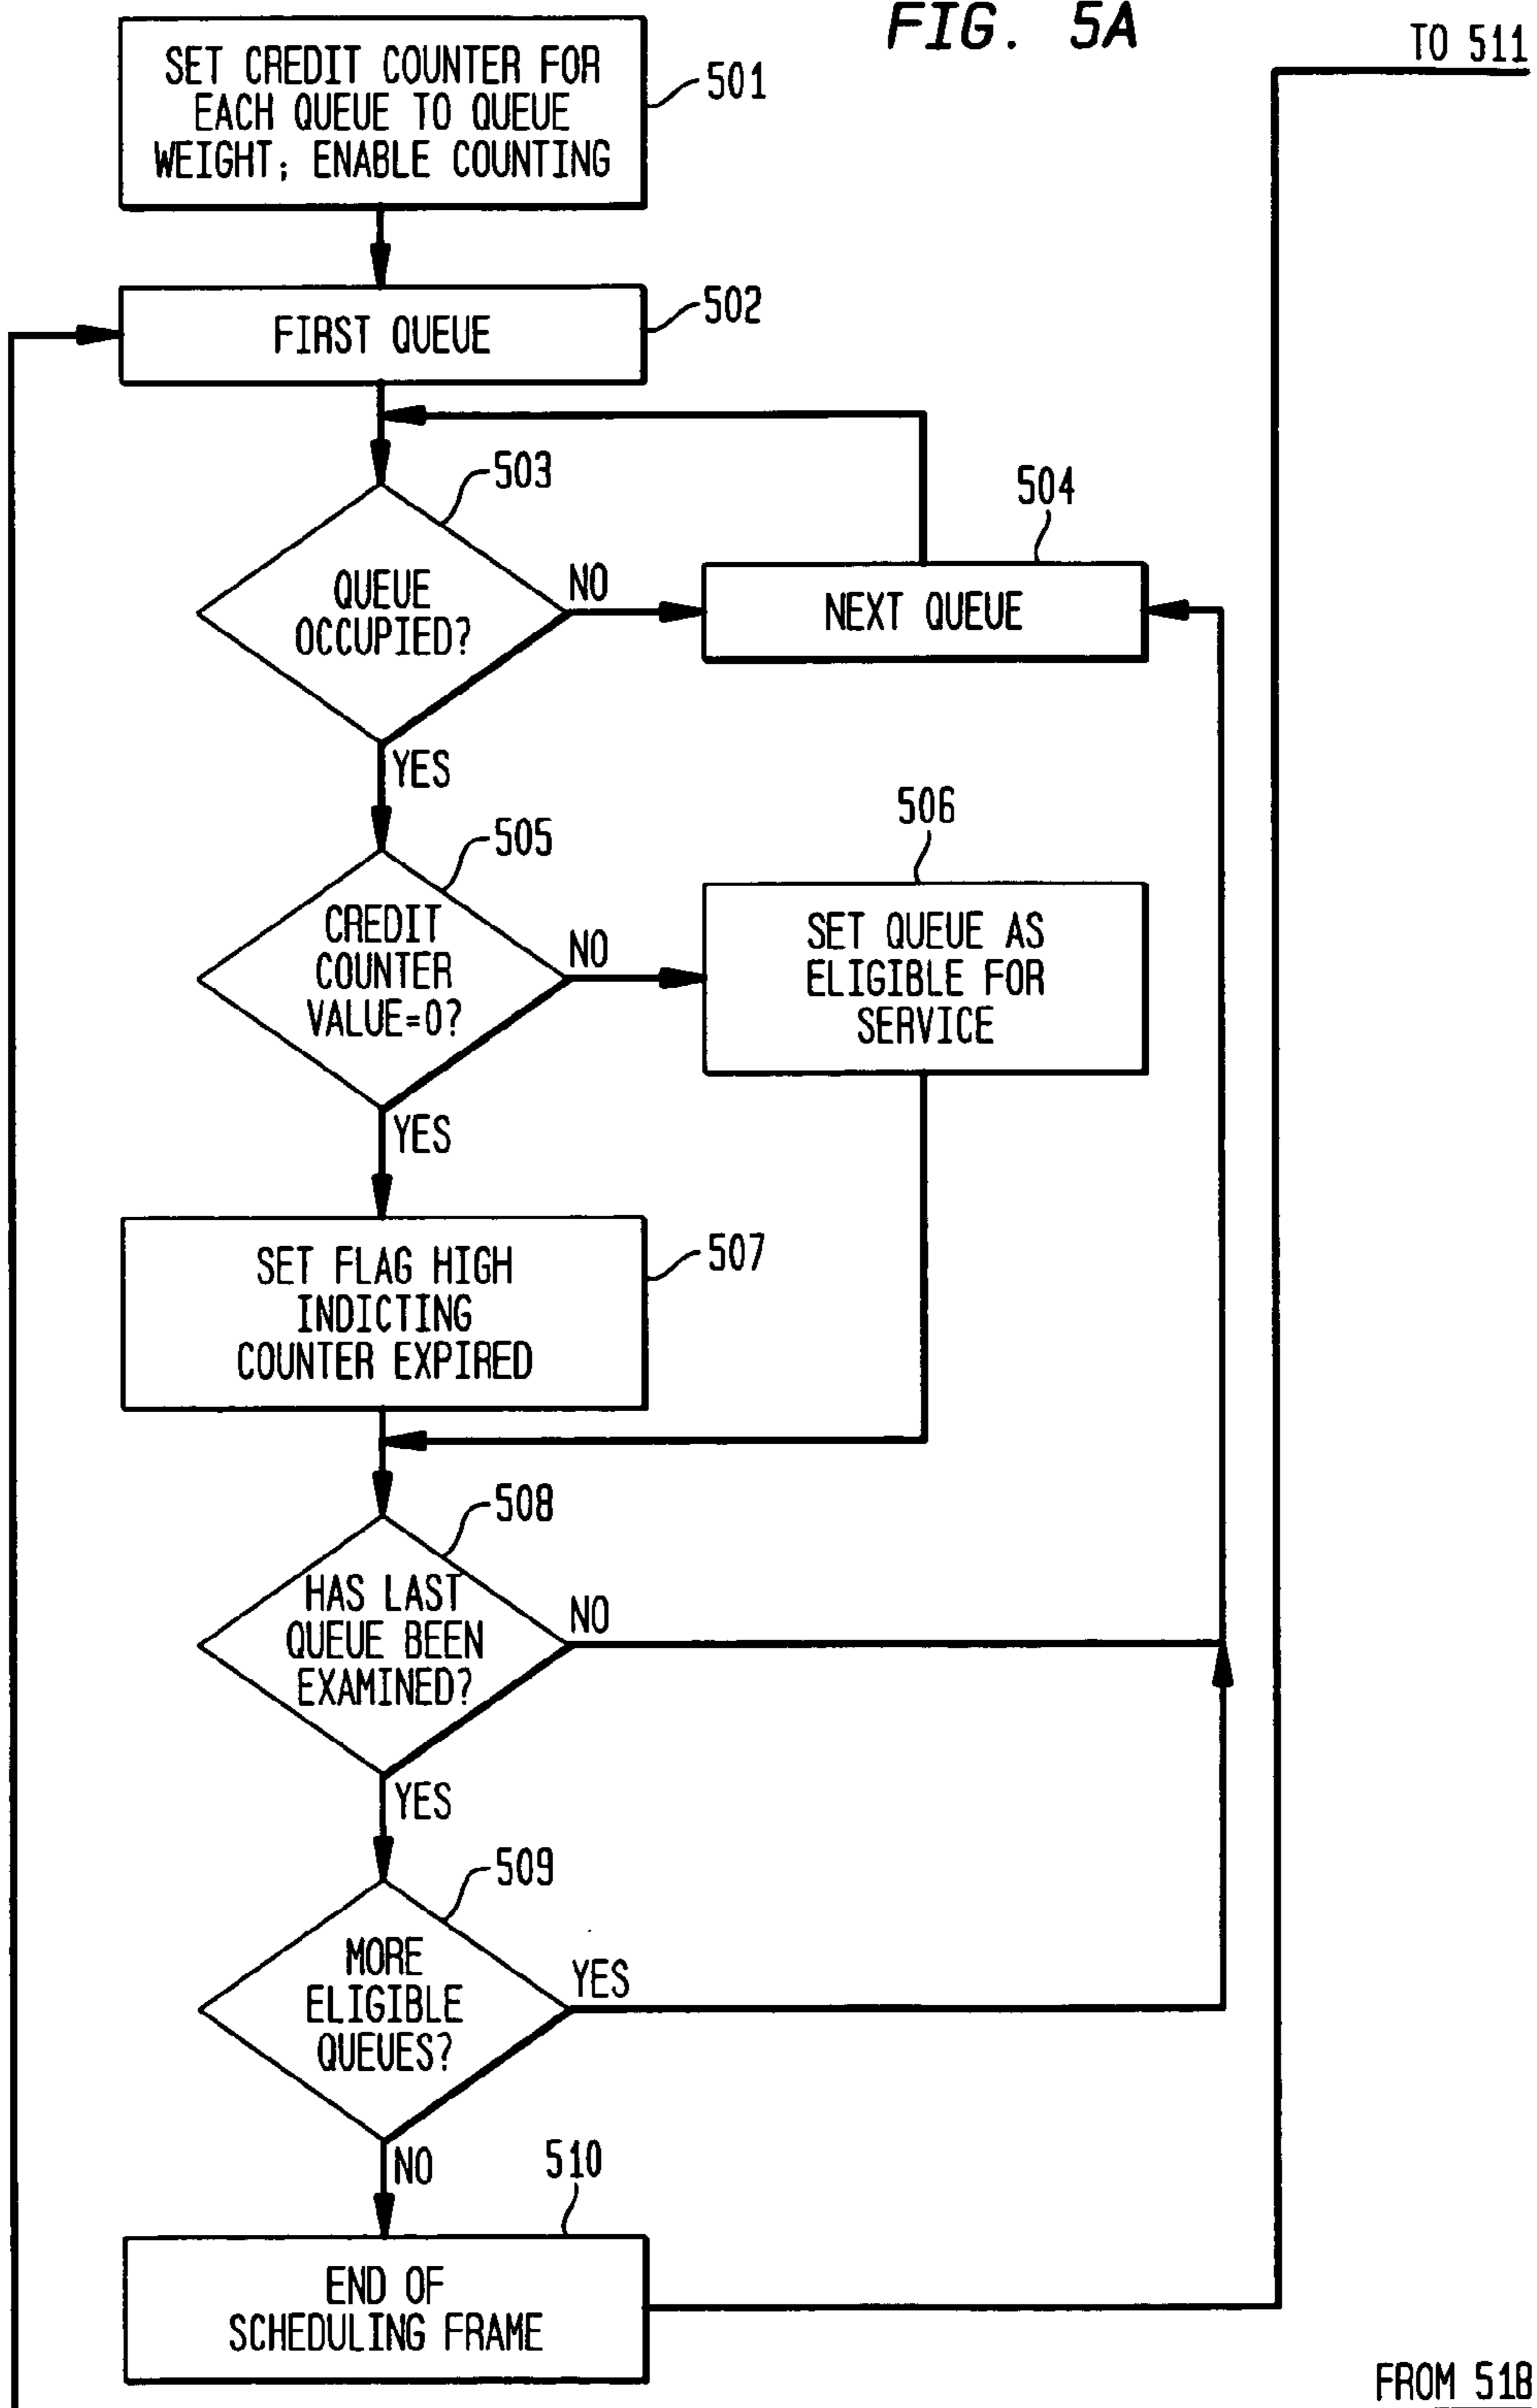 FIG. 5A
TO 511
SET CREDIT COUNTER FOR
EACH QUEUE TO QUEUE
WEIGHT; ENABLE COUNTING
501
FIRST QUEUE
502
503
QUEUE
OCCUPIED?
NO
504
NEXT QUEUE
YES
505
CREDIT
COUNTER
VALUE=0?
NO
506
SET QUEUE AS
ELIGIBLE FOR
SERVICE
YES
SET FLAG HIGH
INDICTING
COUNTER EXPIRED
507
508
HAS LAST
QUEUE BEEN
EXAMINED?
NO
YES
509
MORE
ELIGIBLE
QUEUES?
YES
NO
510
END OF
SCHEDULING FRAME
FROM 518